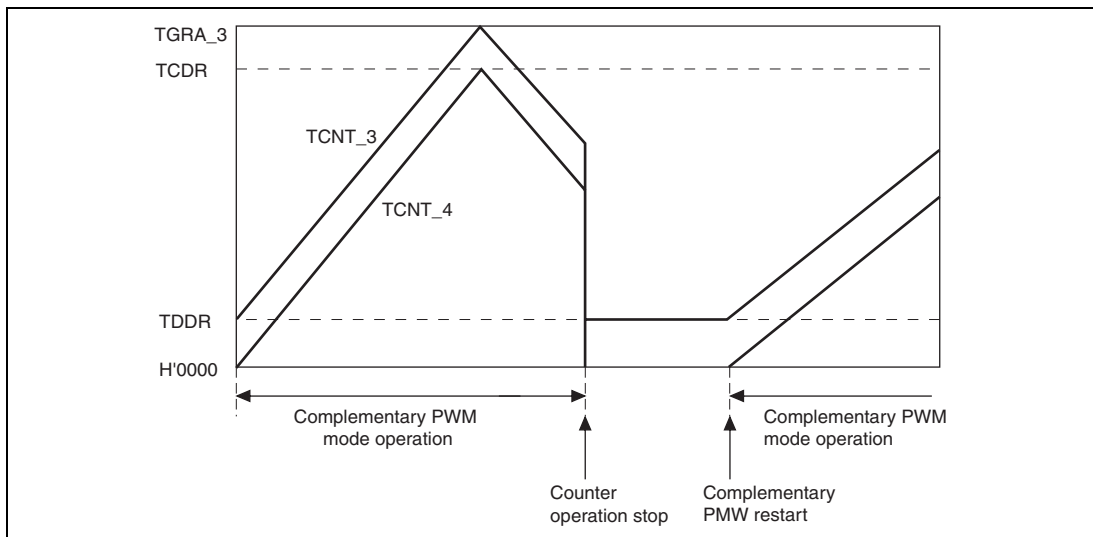 TGRA_3
TCDR
TCNT_3
TCNT_4
TDDR
H'0000
Complementary PWM
mode operation
Complementary PWM
mode operation
Counter
operation stop
Complementary
PMW restart